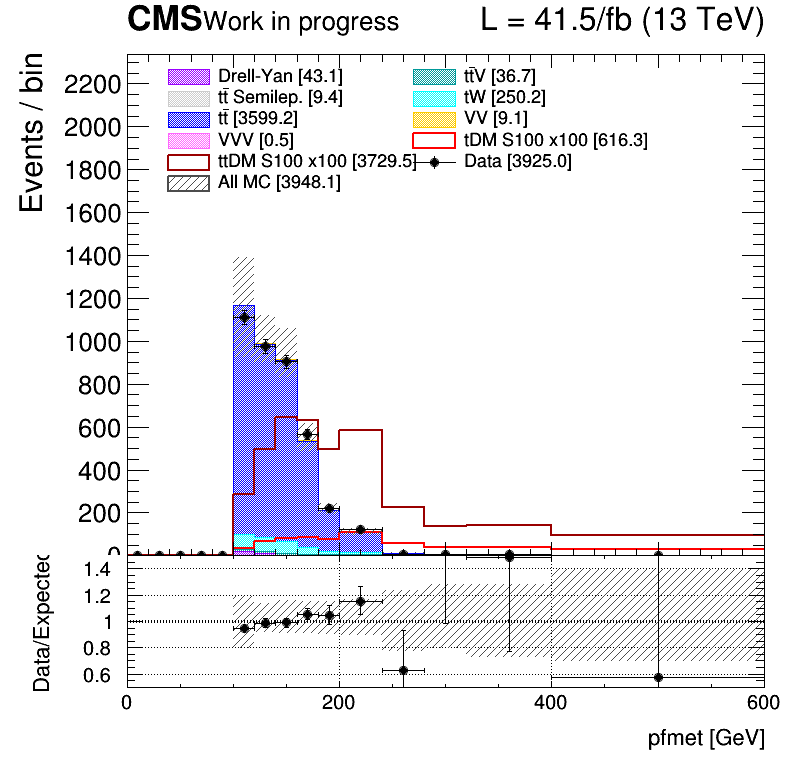 CMS Work in progress L = 41.5/fb (13 TeV)
Events / bin
Drell-Yan [43.1] tt̄V [36.7]
tt̄ Semilep. [9.4] tW [250.2]
tt̄ [3599.2] VV [9.1]
VVV [0.5] tDM S100 x100 [616.3]
ttDM S100 x100 [3729.5] Data [3925.0]
All MC [3948.1]
2200
2000
1800
1600
1400
1200
1000
800
600
400
200
0
Data/Expected
1.4
1.2
1
0.8
0.6
0 200 400 600
pfmet [GeV]